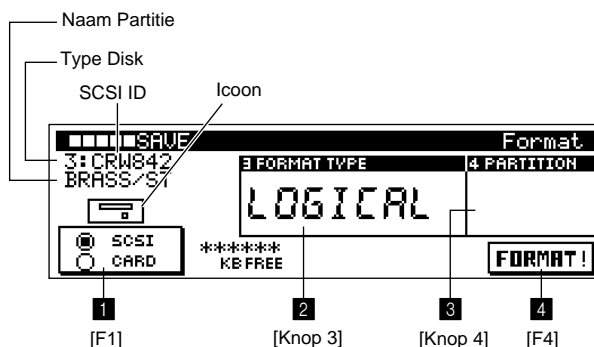 Naam Partitie
Type Disk
SCSI ID
Icoon
SAVE Format
3:CRW842
BRASS/ST
3 FORMAT TYPE
4 PARTITION
LOGICAL
SCSI
CARD
******
KB FREE
FORMAT!
1
2
3
4
[F1]
[Knop 3]
[Knop 4]
[F4]